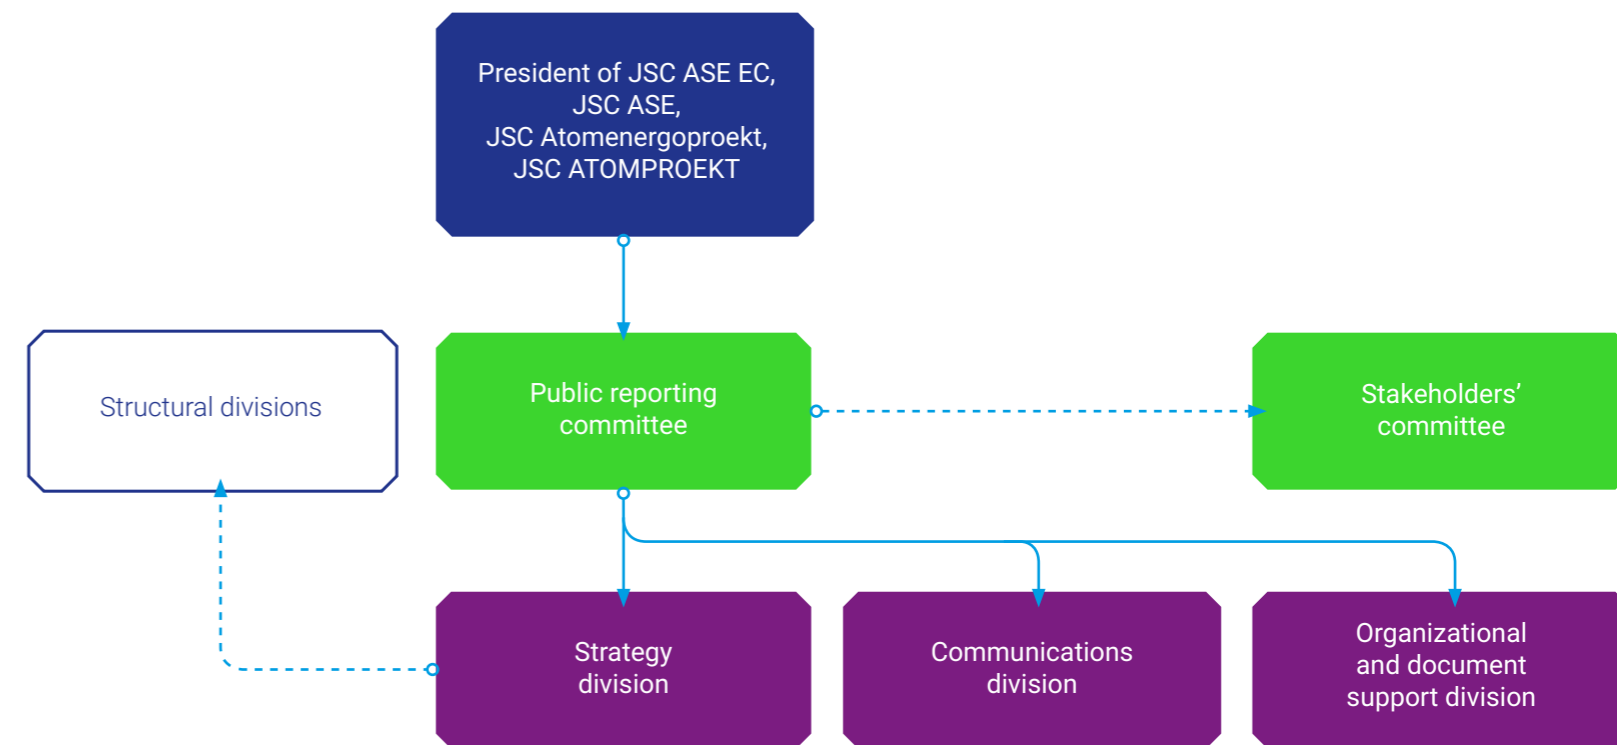 President of JSC ASE EC,
JSC ASE,
JSC Atomenergoproekt,
JSC ATOMPROEKT
Structural divisions
Public reporting
committee
Stakeholders’
committee
Strategy
division
Communications
division
Organizational
and document
support division